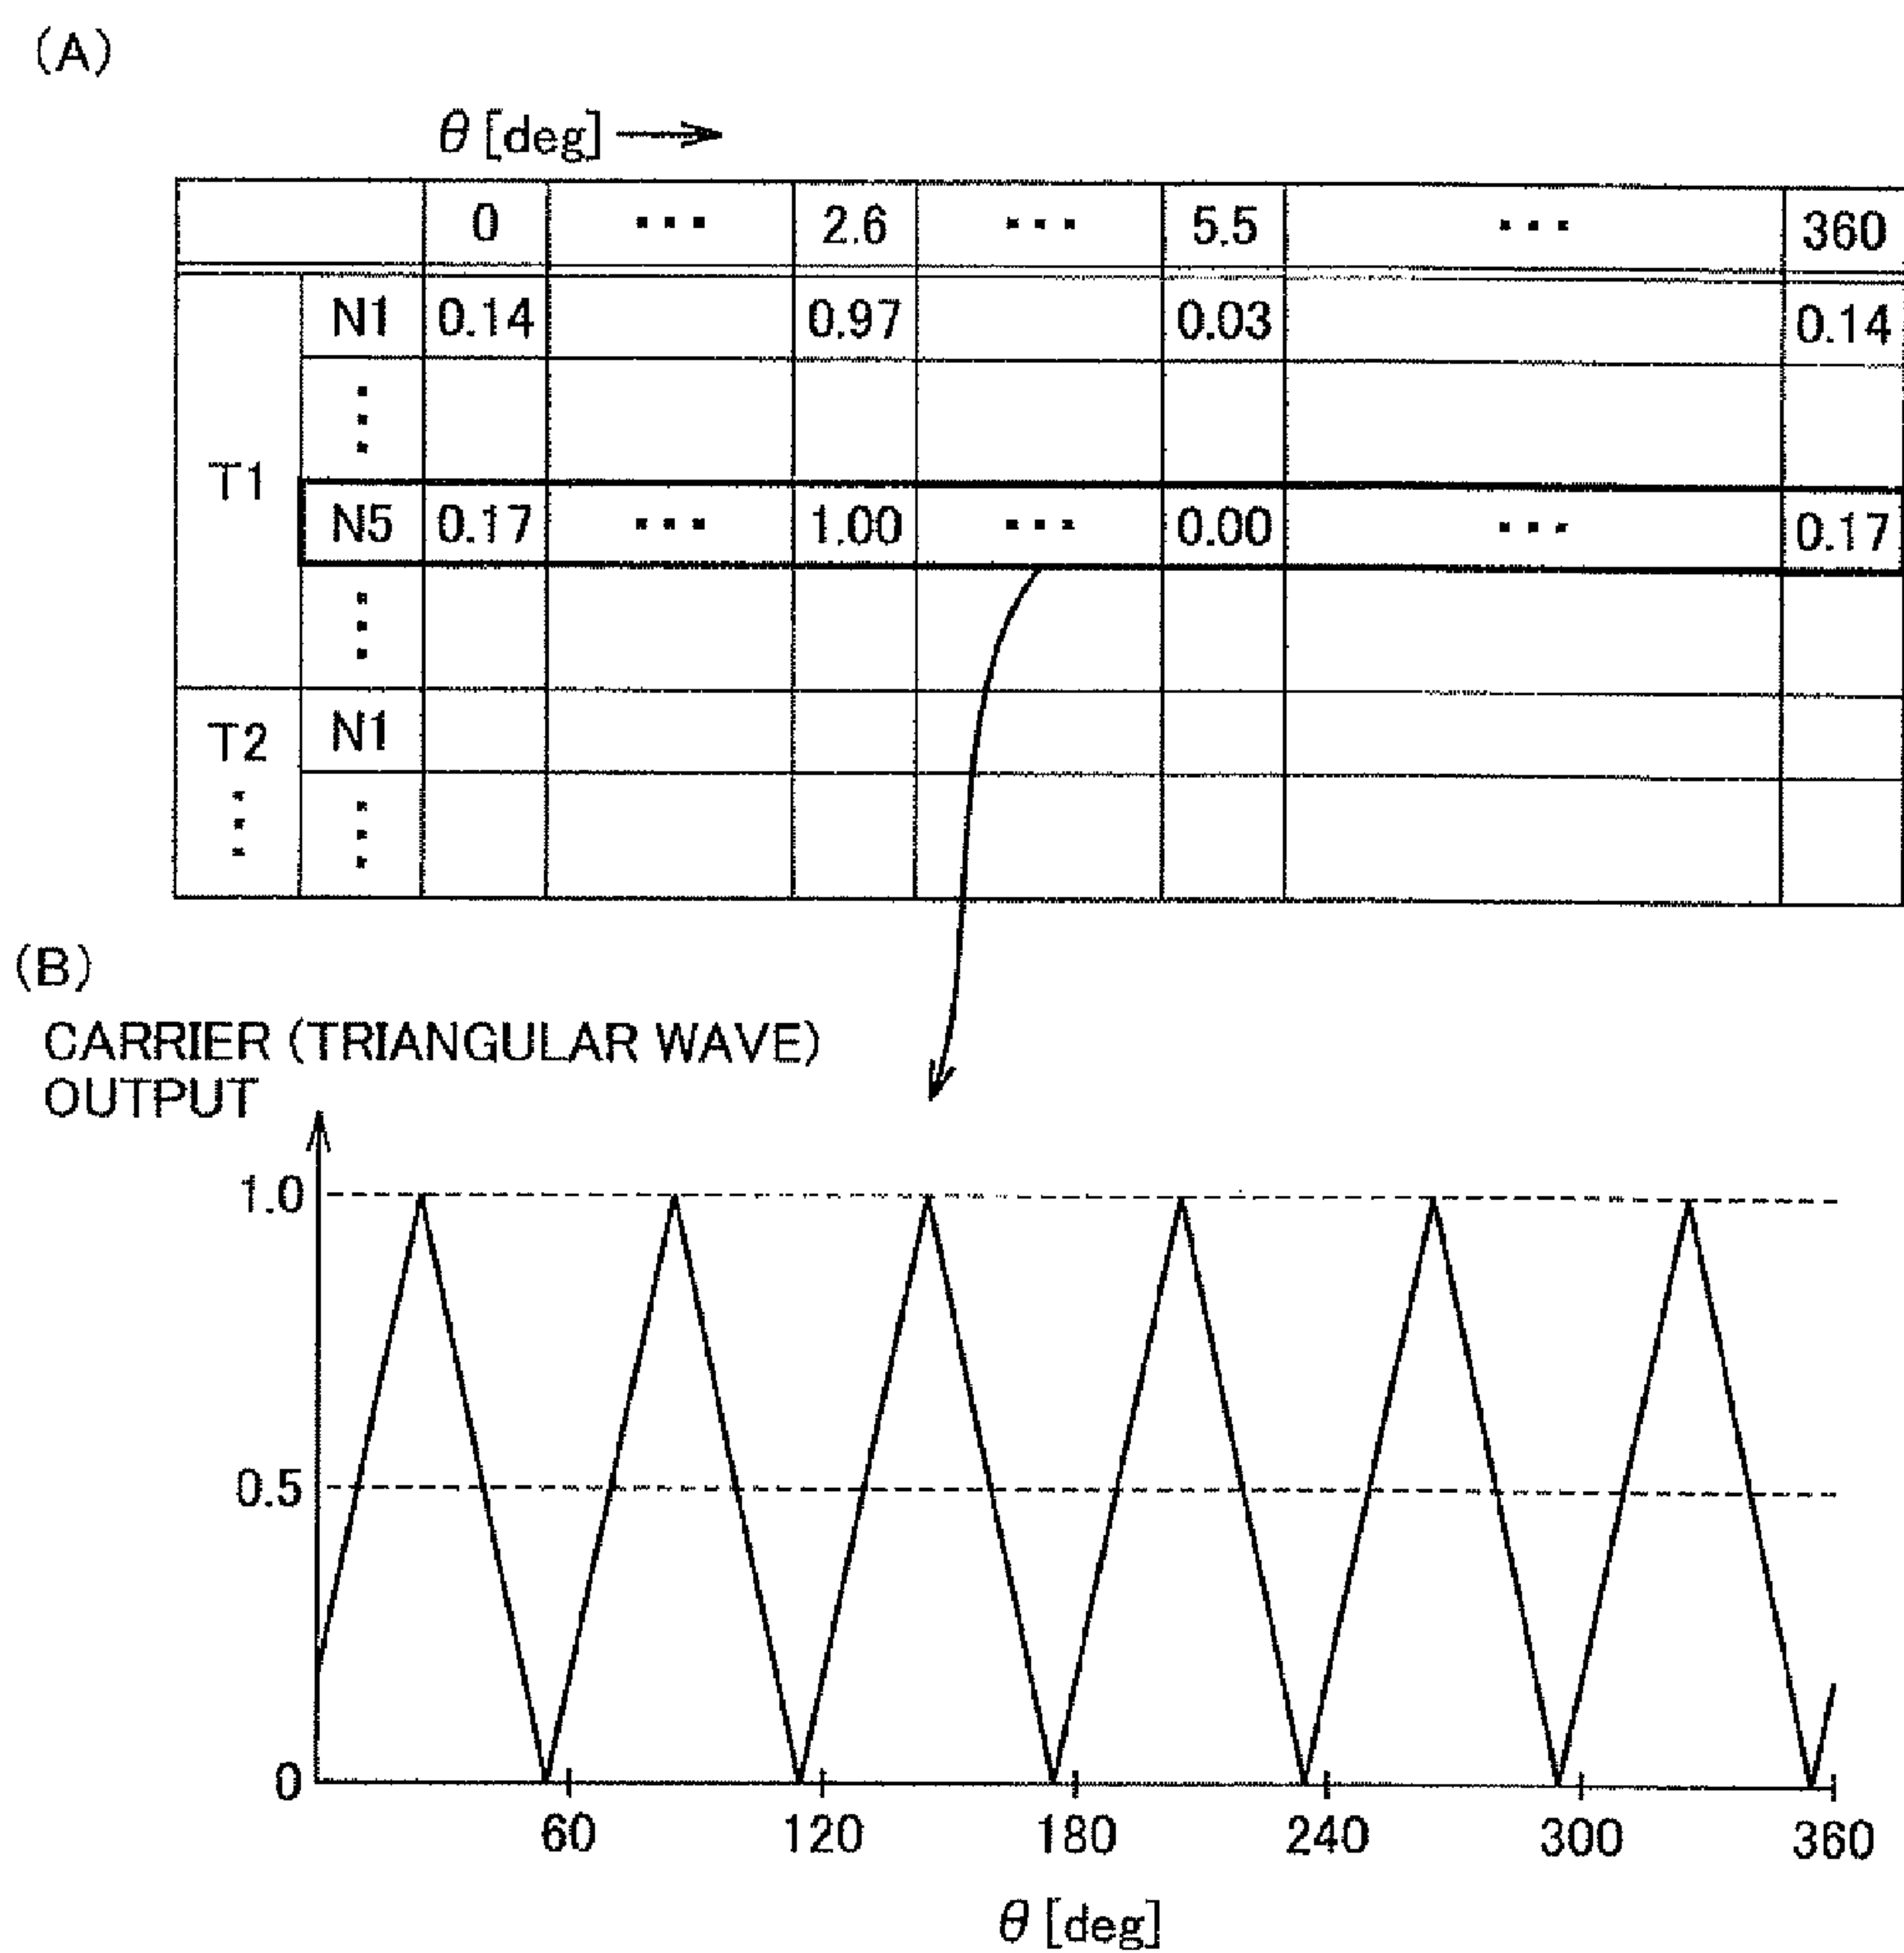 (A)
θ [deg]
0 ... 2.6 ... 5.5 ... 360
N1 0.14 0.97 0.03 0.14
T1
N5 0.17 ... 1.00 ... 0.00 ... 0.17
T2 N1
(B)
CARRIER (TRIANGULAR WAVE)
OUTPUT
1.0
0.5
0
60 120 180 240 300 360
θ [deg]